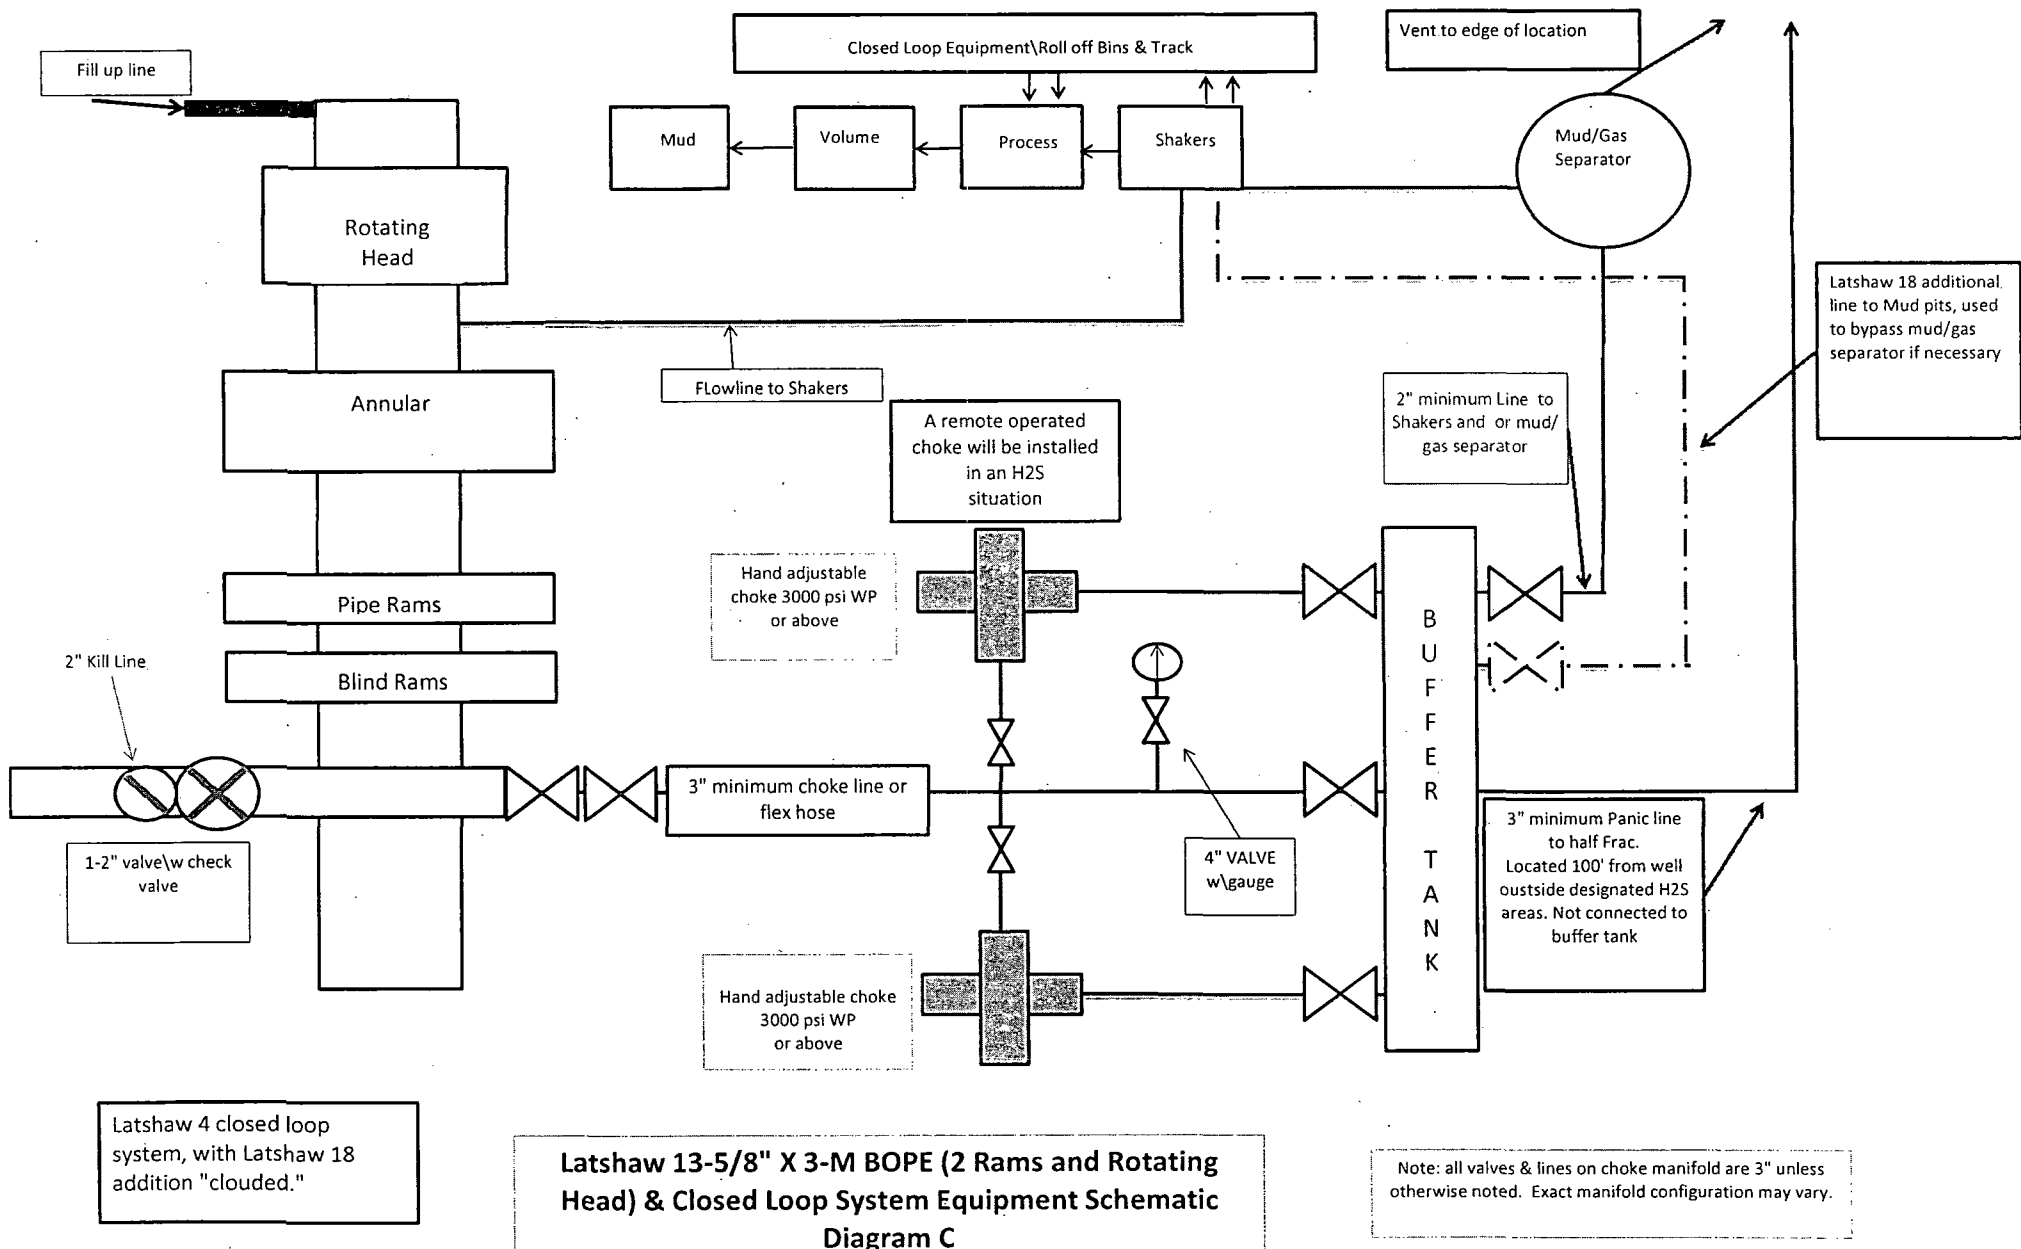 Fill up line
Closed Loop Equipment\Roll off Bins & Track
Vent to edge of location
Mud
Volume
Process
Shakers
Mud/Gas
Separator
Rotating
Head
Latshaw 18 additional
line to Mud pits, used
to bypass mud/gas
separator if necessary
FLowline to Shakers
Annular
2" minimum Line to
Shakers and or mud/
gas separator
A remote operated
choke will be installed
in an H2S
situation
Hand adjustable
choke 3000 psi WP
or above
Pipe Rams
Blind Rams
2" Kill Line
B
U
F
F
E
R
T
A
N
K
3" minimum choke line or
flex hose
1-2" valve\w check
valve
4" VALVE
w\gauge
3" minimum Panic line
to half Frac.
Located 100' from well
oustside designated H2S
areas. Not connected to
buffer tank
Hand adjustable choke
3000 psi WP
or above
Latshaw 4 closed loop
system, with Latshaw 18
addition "clouded."
Latshaw 13-5/8" X 3-M BOPE (2 Rams and Rotating
Head) & Closed Loop System Equipment Schematic
Diagram C
Note: all valves & lines on choke manifold are 3" unless
otherwise noted. Exact manifold configuration may vary.